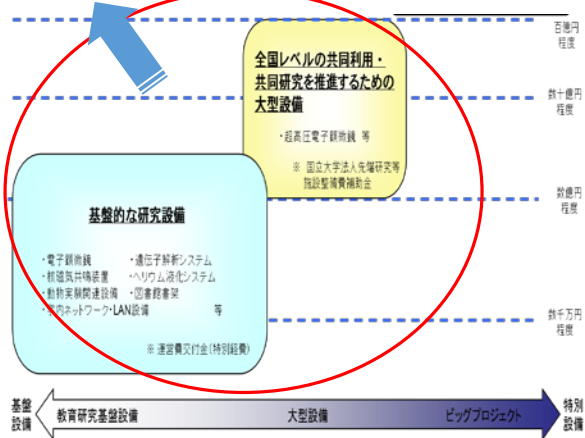 百億円
程度
全国レベルの共同利用・
共同研究を推進するための
大型設備
・超高圧電子顕微鏡 等
※ 国立大学法人先端研究等
施設整備費補助金
数十億円
程度
数億円
程度
基盤的な研究設備
・電子顕微鏡 ・遺伝子解析システム
・核磁気共鳴装置 ・ヘリウム液化システム
・動物実験関連設備 ・図書館書架
・学内ネットワーク・LAN設備 等
※ 運営費交付金(特別経費)
数千万円
程度
基盤
設備
教育研究基盤設備 大型設備 ビッグプロジェクト
特別
設備